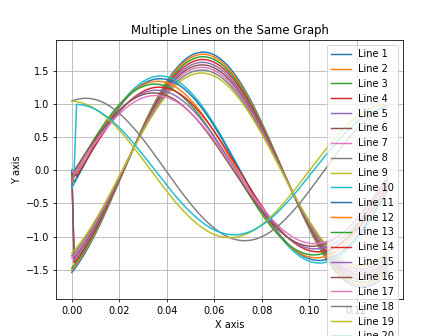 Multiple Lines on the Same Graph
Y axis
1.5
1.0
0.5
0.0
−0.5
−1.0
−1.5
0.00
0.02
0.04
0.06
0.08
0.10
X axis
Line 1
Line 2
Line 3
Line 4
Line 5
Line 6
Line 7
Line 8
Line 9
Line 10
Line 11
Line 12
Line 13
Line 14
Line 15
Line 16
Line 17
Line 18
Line 19
Line 20